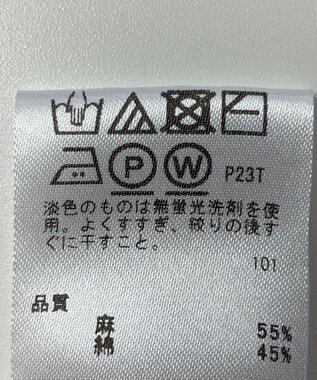 P W P23T
淡色のものは無蛍光洗剤を使
用。よくすすぎ、絞りの後す
ぐに干すこと。
101
品質
麻 55%
綿 45%